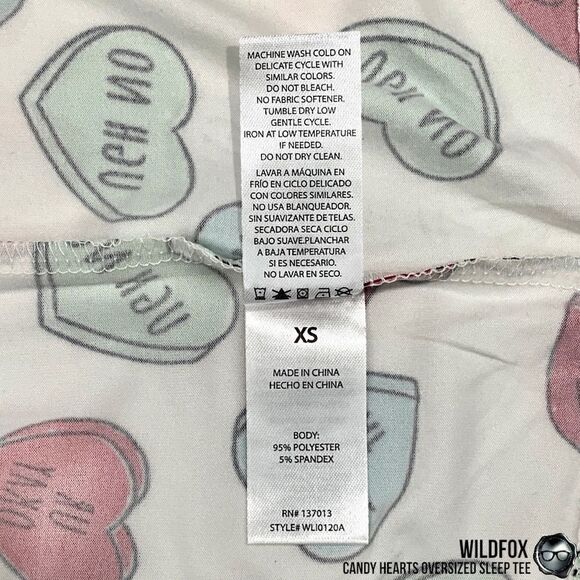 MACHINE WASH COLD ON
DELICATE CYCLE WITH
SIMILAR COLORS.
DO NOT BLEACH.
NO FABRIC SOFTENER.
TUMBLE DRY LOW
GENTLE CYCLE.
IRON AT LOW TEMPERATURE
IF NEEDED.
DO NOT DRY CLEAN.
LAVAR A MÁQUINA EN
FRÍO EN CICLO DELICADO
CON COLORES SIMILARES.
NO USA BLANQUEADOR.
SIN SUAVIZANTE DE TELAS.
SECADORA SECA CICLO
BAJO SUAVE.PLANCHAR
A BAJA TEMPERATURA
SI ES NECESARIO.
NO LAVAR EN SECO.
XS
MADE IN CHINA
HECHO EN CHINA
BODY:
95% POLYESTER
5% SPANDEX
RN# 137013
STYLE# WLI0120A
WILDFOX
CANDY HEARTS OVERSIZED SLEEP TEE